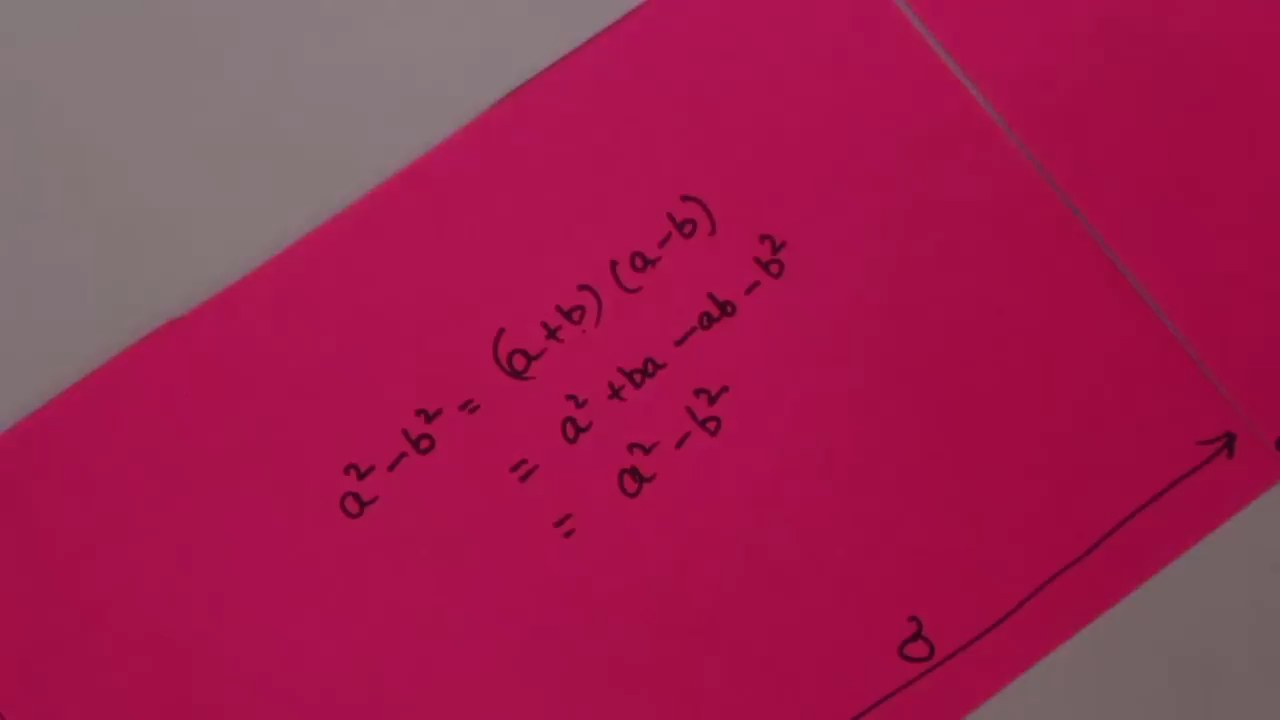 a² - b² = (a+b) (a-b)
= a² + ba - ab - b²
= a² - b²
a